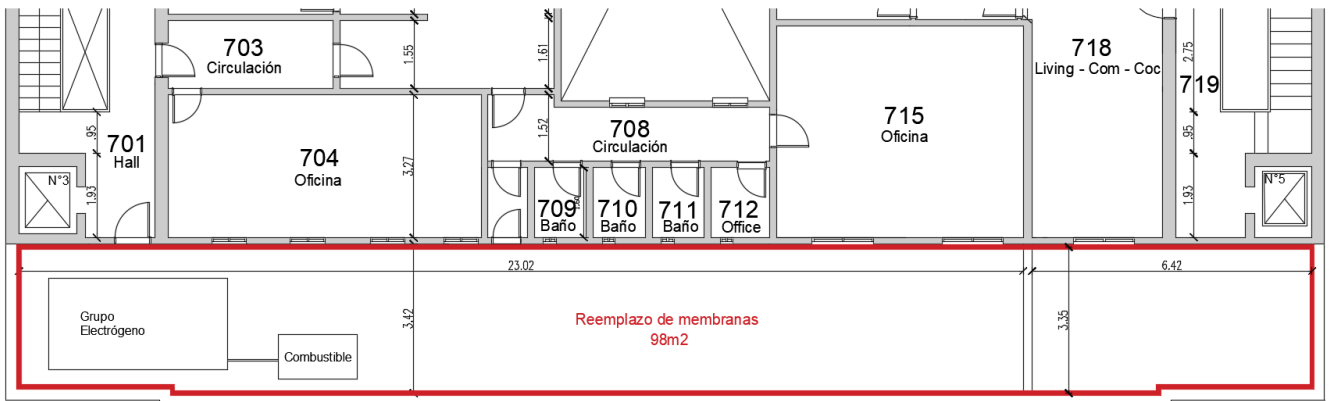 703
Circulación
1.55
1.61
718
Living - Com - Coc
2.75
719
.95
701
Hall
704
Oficina
3.27
1.52
708
Circulación
715
Oficina
.95
N°3
1.93
709
Baño
710
Baño
711
Baño
712
Office
1.93
N°5
23.02
6.42
Grupo
Electrógeno
3.42
Combustible
Reemplazo de membranas
98m2
3.35